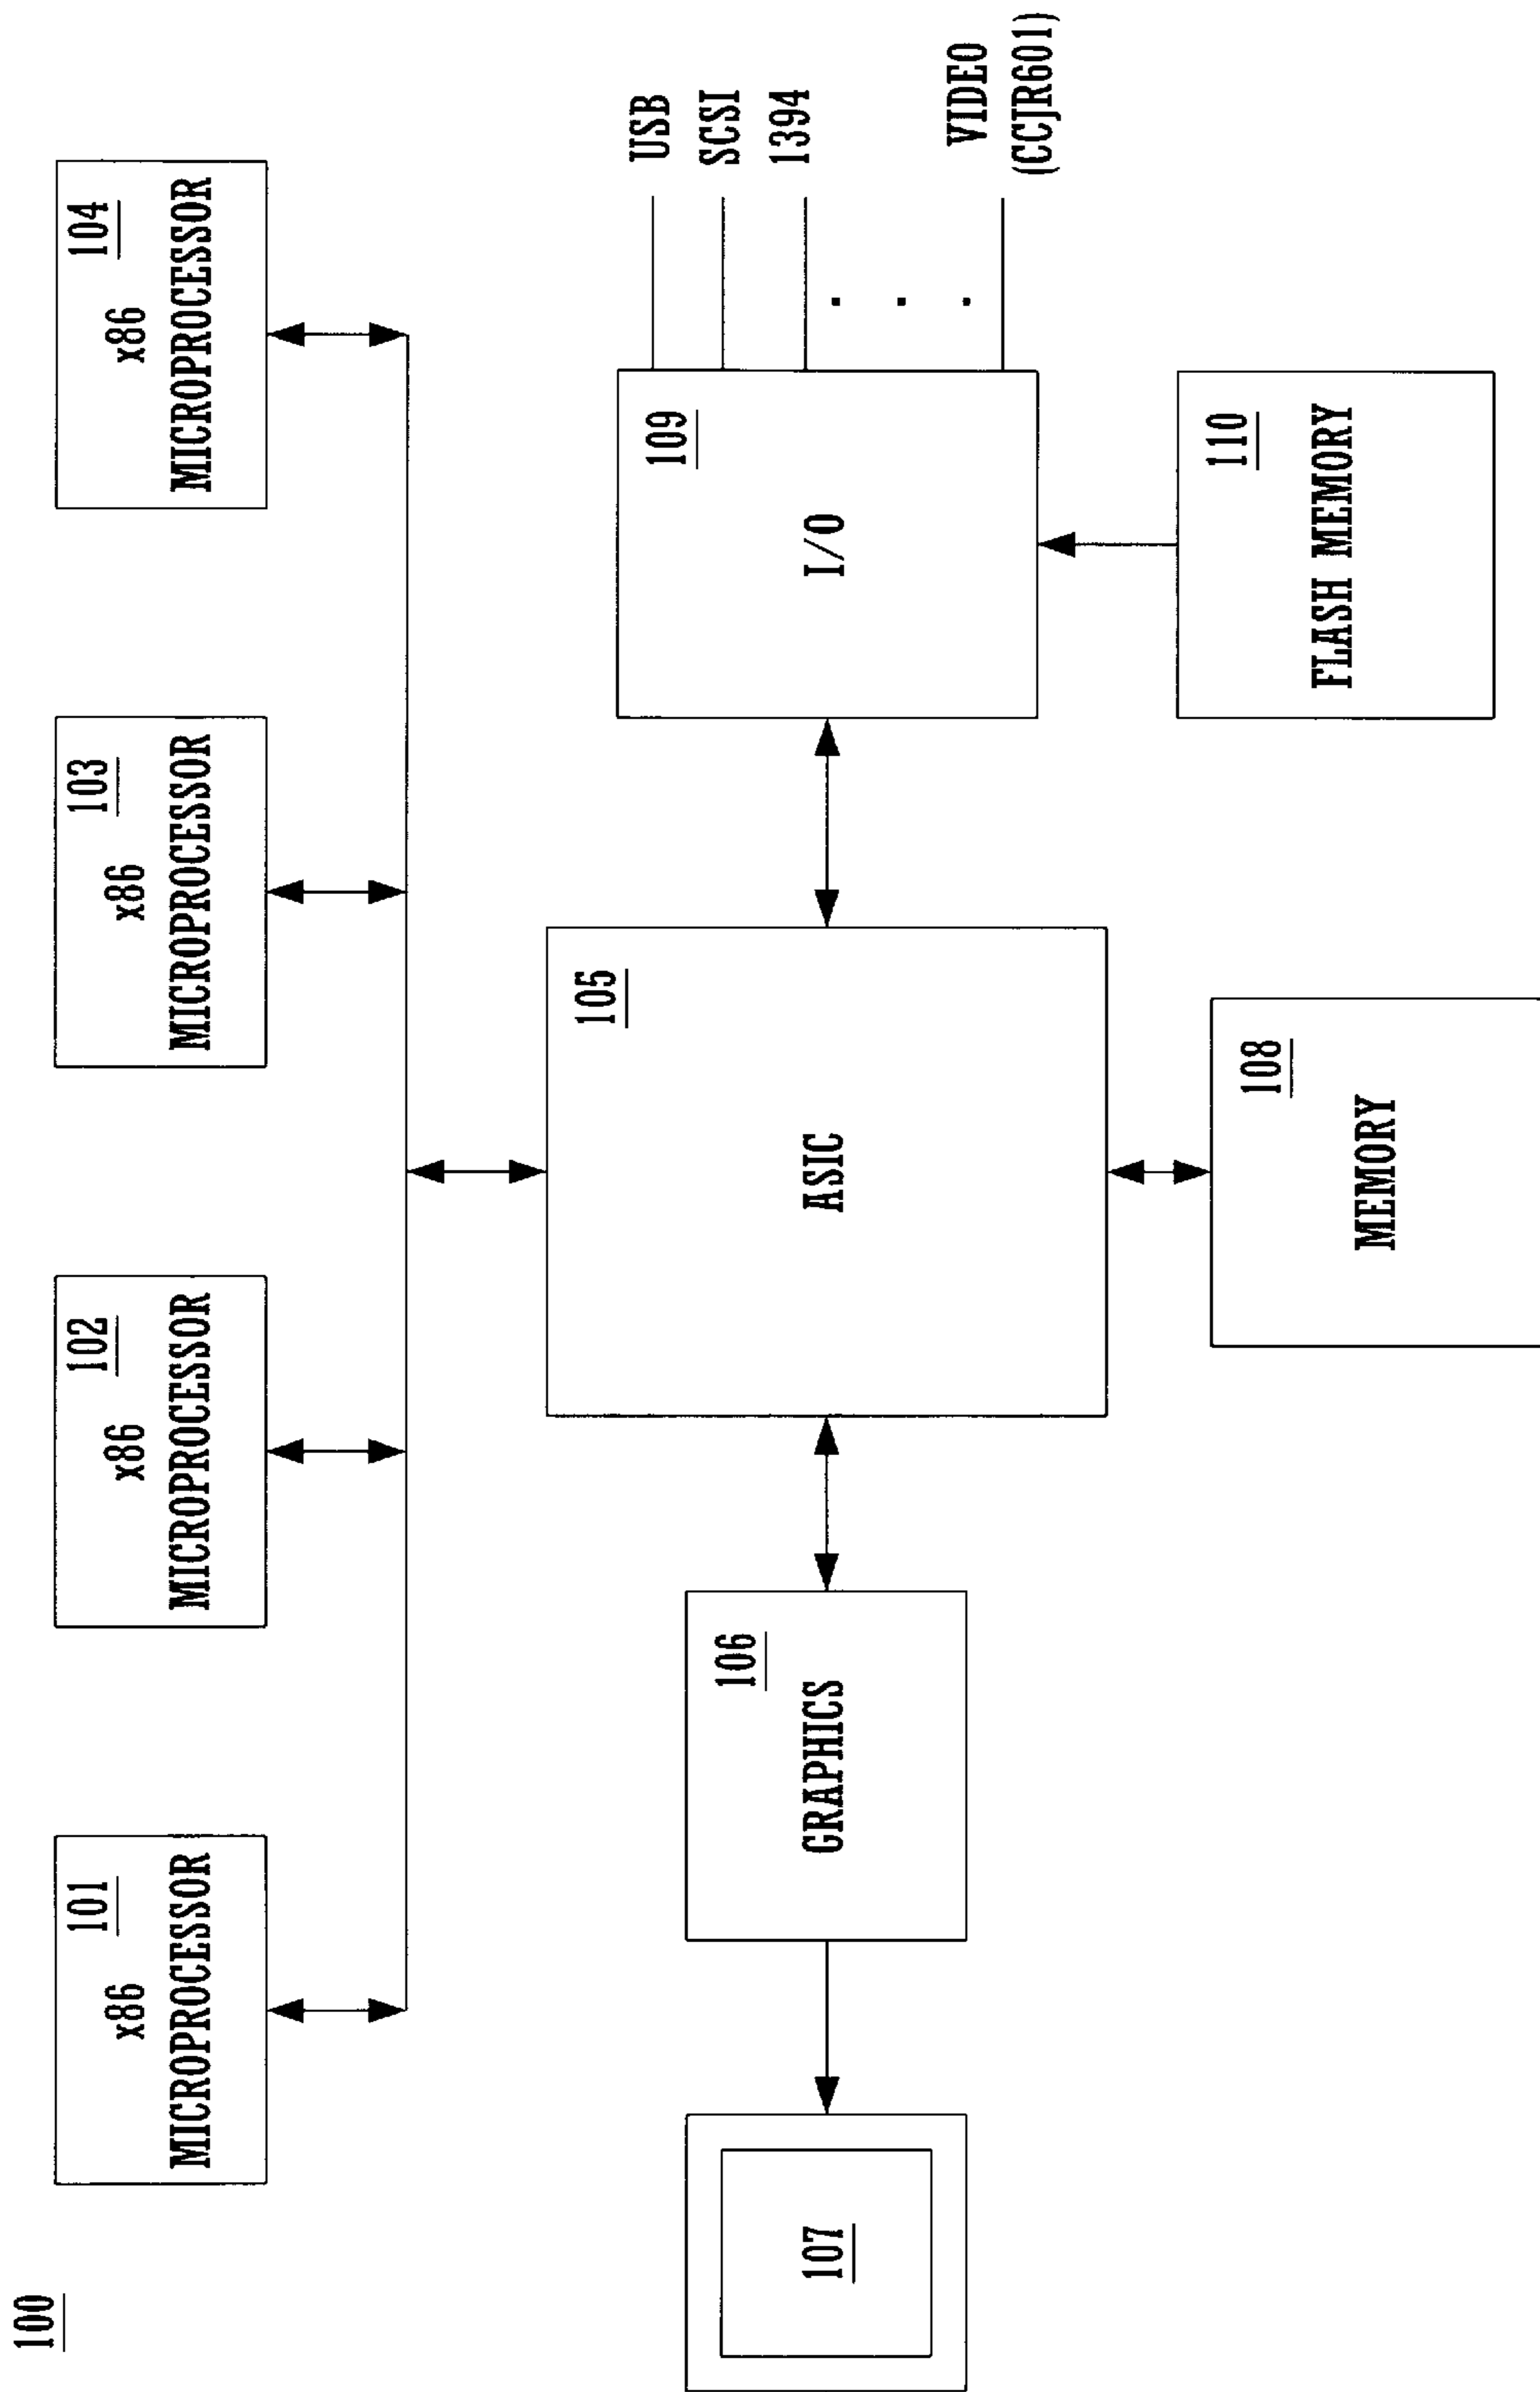 100
101
x86
MICROPROCESSOR
102
x86
MICROPROCESSOR
103
x86
MICROPROCESSOR
104
x86
MICROPROCESSOR
107
106
GRAPHICS
105
ASIC
109
I/O
USB
SCSI
1394
VIDEO
(CCJR601)
108
MEMORY
110
FLASH MEMORY